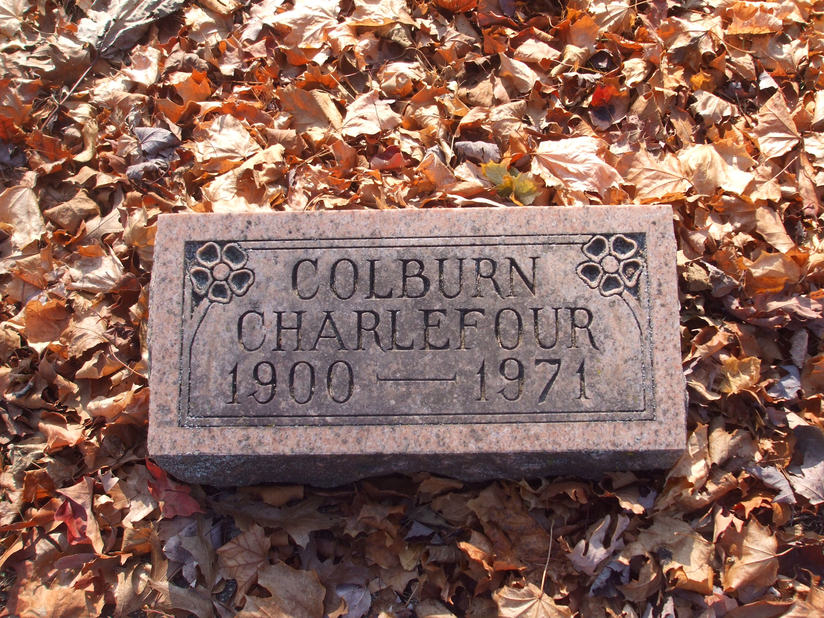 COLBURN
CHARLEFOUR
1900 — 1971